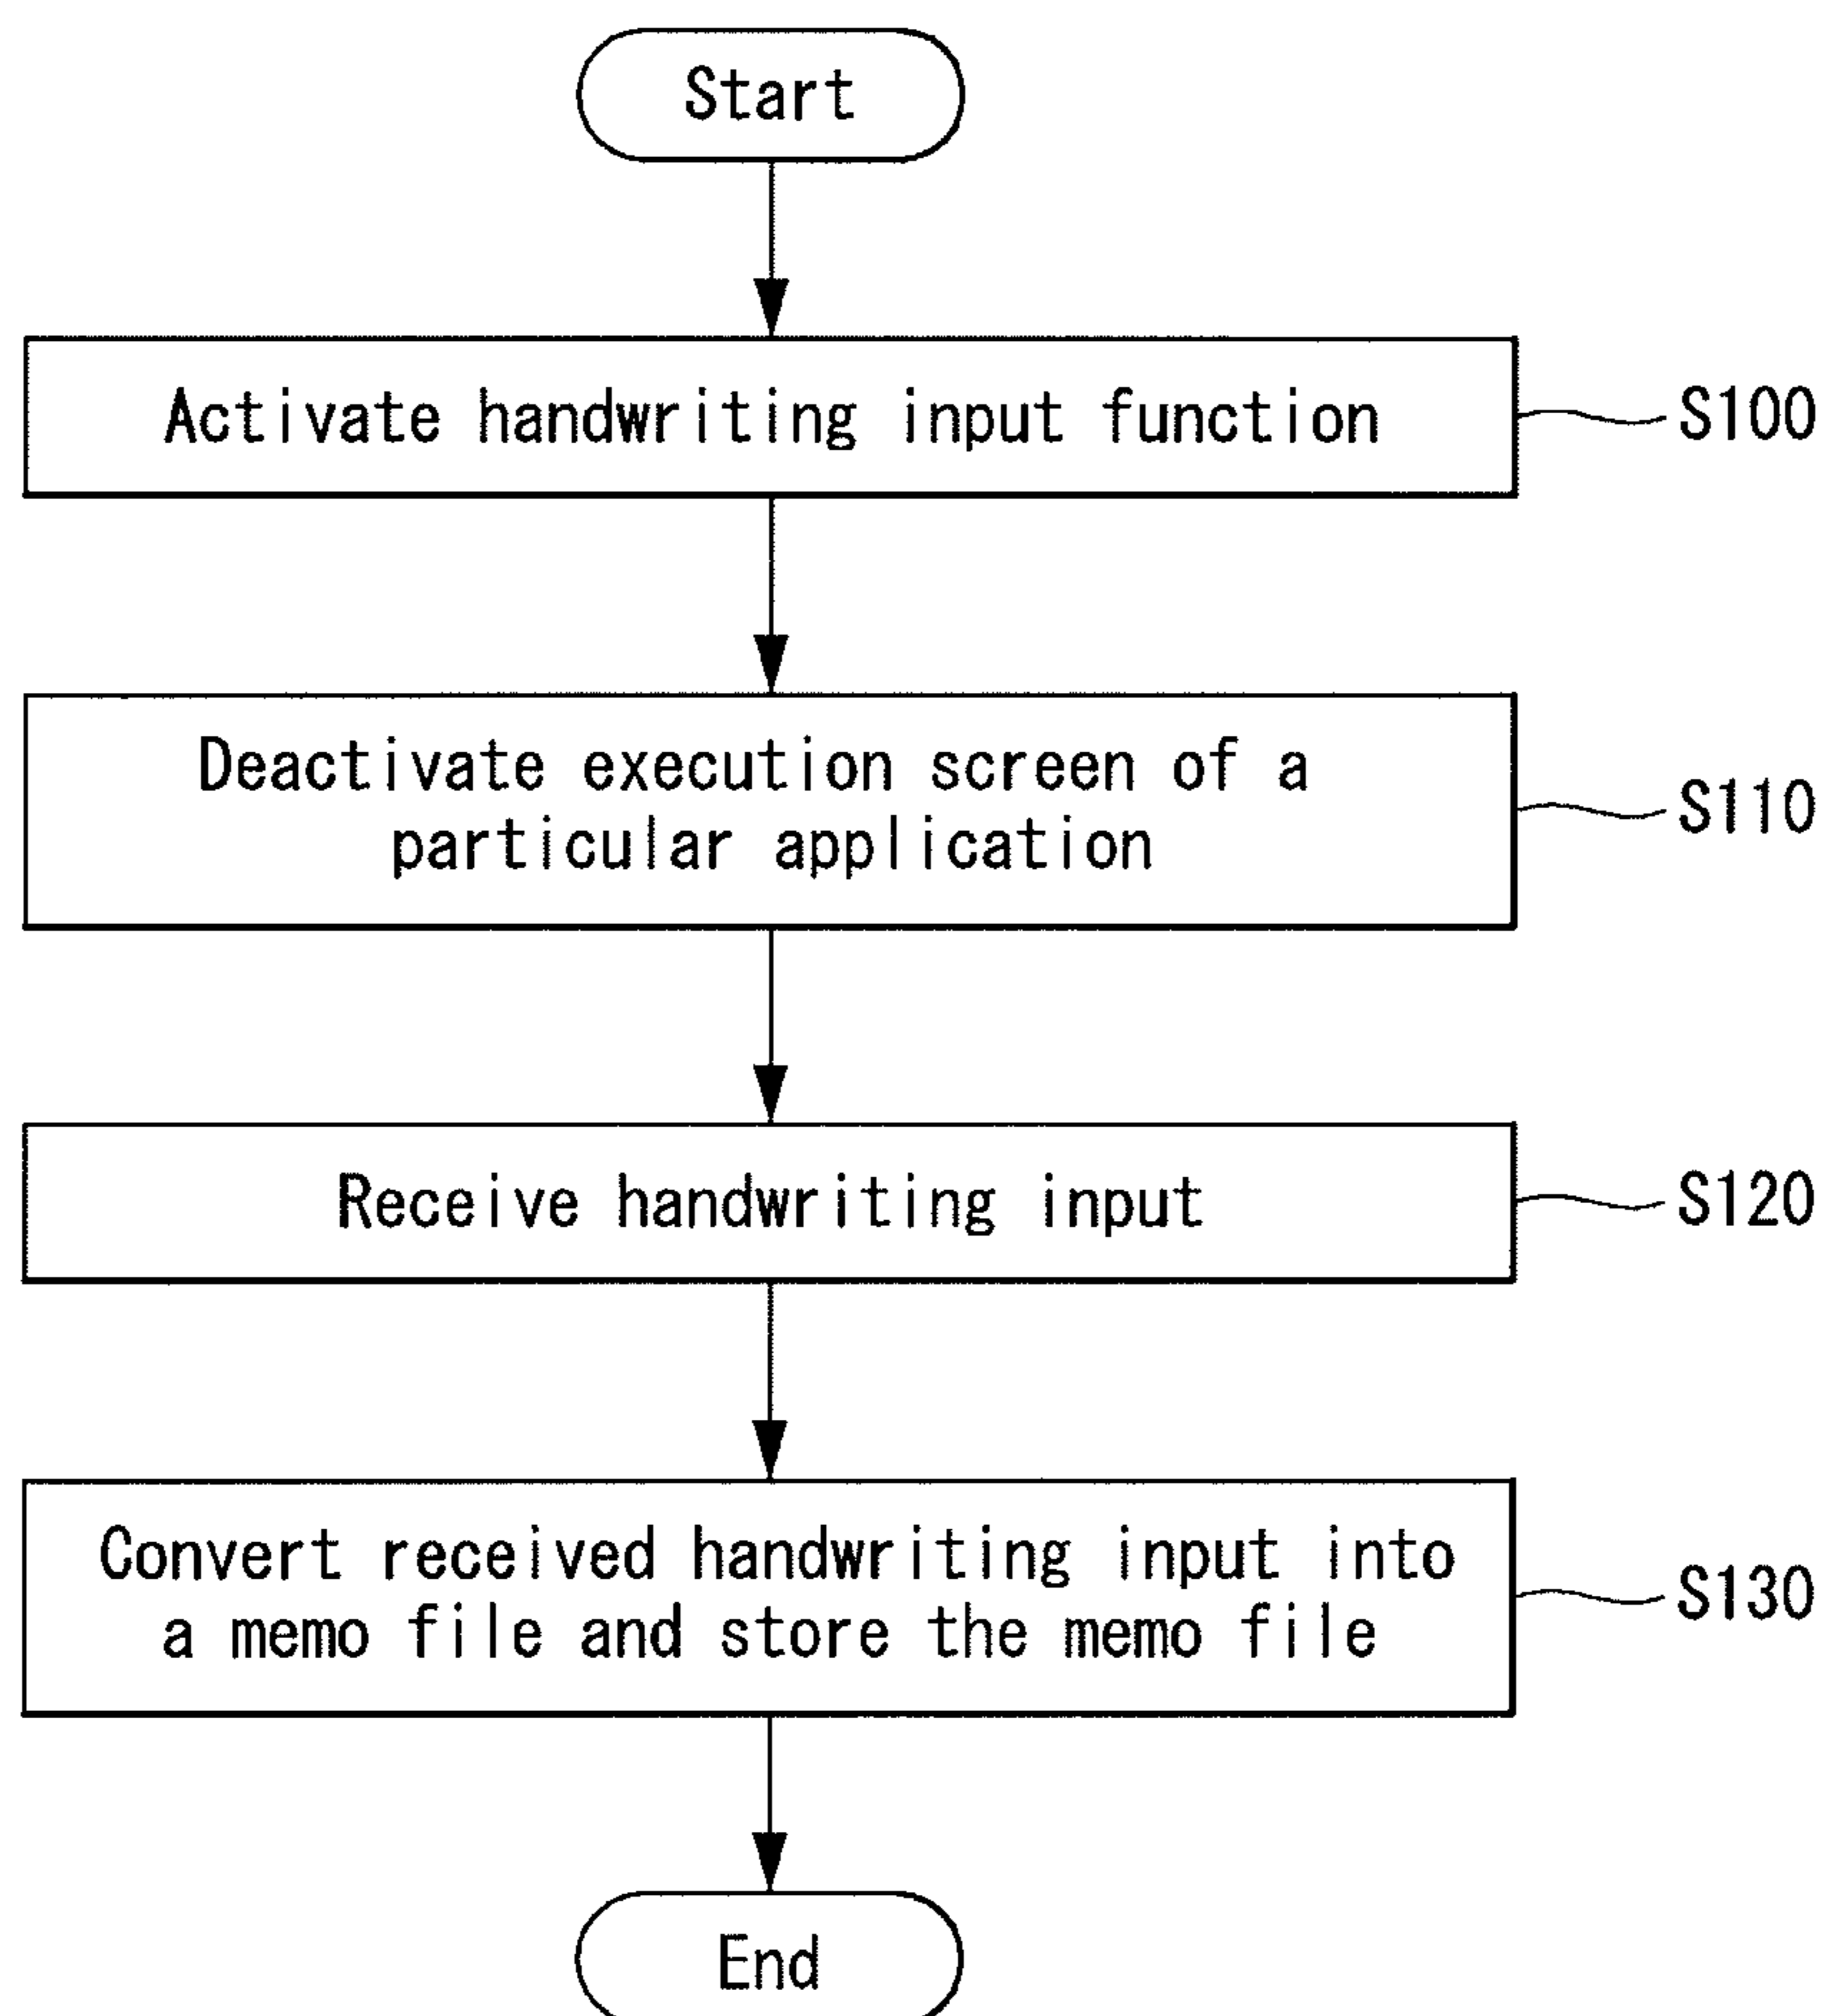 Start
Activate handwriting input function
S100
Deactivate execution screen of a
particular application
S110
Receive handwriting input
S120
Convert received handwriting input into
a memo file and store the memo file
S130
End